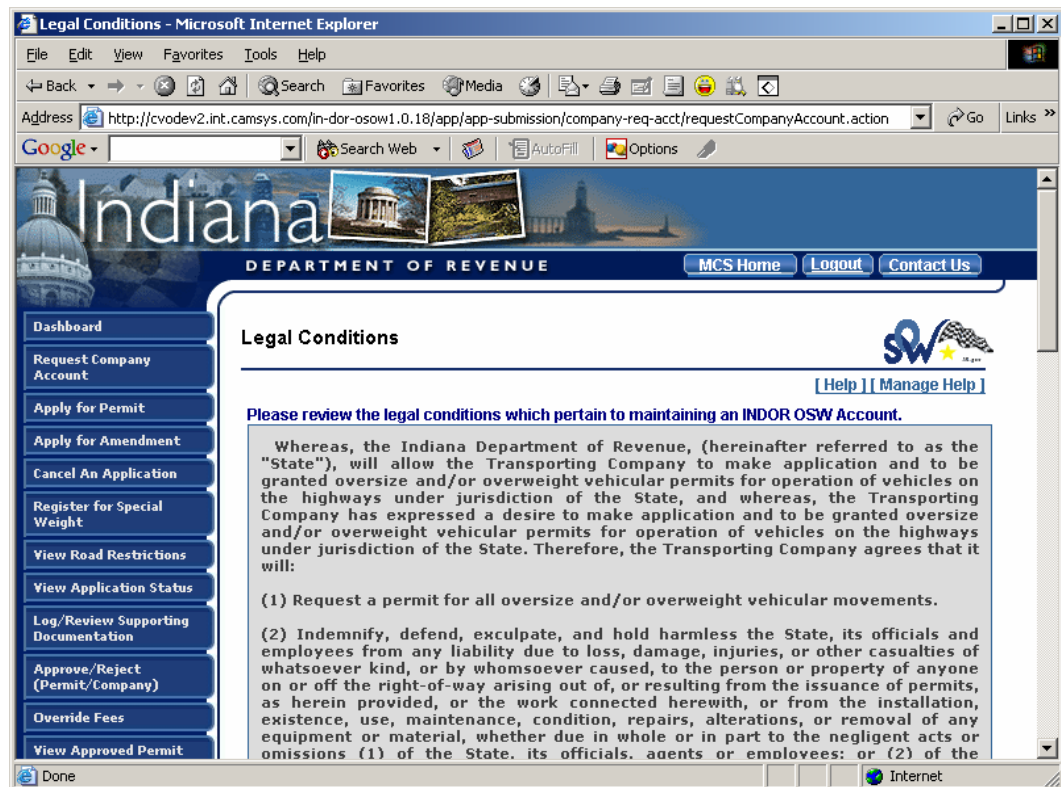 Legal Conditions - Microsoft Internet Explorer
File Edit View Favorites Tools Help
Back Search Favorites Media
Address http://cvodev2.int.camsys.com/in-dor-osow1.0.18/app/app-submission/company-req-acct/requestCompanyAccount.action Go Links »
Google Search Web AutoFill Options
Indiana
DEPARTMENT OF REVENUE
MCS Home Logout Contact Us
Dashboard
Request Company
Account
Apply for Permit
Apply for Amendment
Cancel An Application
Register for Special
Weight
View Road Restrictions
View Application Status
Log/Review Supporting
Documentation
Approve/Reject
(Permit/Company)
Override Fees
View Approved Permit
Legal Conditions
[ Help ] [ Manage Help ]
Please review the legal conditions which pertain to maintaining an INDOR OSW Account.
Whereas, the Indiana Department of Revenue, (hereinafter referred to as the
"State"), will allow the Transporting Company to make application and to be
granted oversize and/or overweight vehicular permits for operation of vehicles on
the highways under jurisdiction of the State, and whereas, the Transporting
Company has expressed a desire to make application and to be granted oversize
and/or overweight vehicular permits for operation of vehicles on the highways
under jurisdiction of the State. Therefore, the Transporting Company agrees that it
will:
(1) Request a permit for all oversize and/or overweight vehicular movements.
(2) Indemnify, defend, exculpate, and hold harmless the State, its officials and
employees from any liability due to loss, damage, injuries, or other casualties of
whatsoever kind, or by whomsoever caused, to the person or property of anyone
on or off the right-of-way arising out of, or resulting from the issuance of permits,
as herein provided, or the work connected herewith, or from the installation,
existence, use, maintenance, condition, repairs, alterations, or removal of any
equipment or material, whether due in whole or in part to the negligent acts or
omissions (1) of the State, its officials, agents or employees; or (2) of the
Done Internet